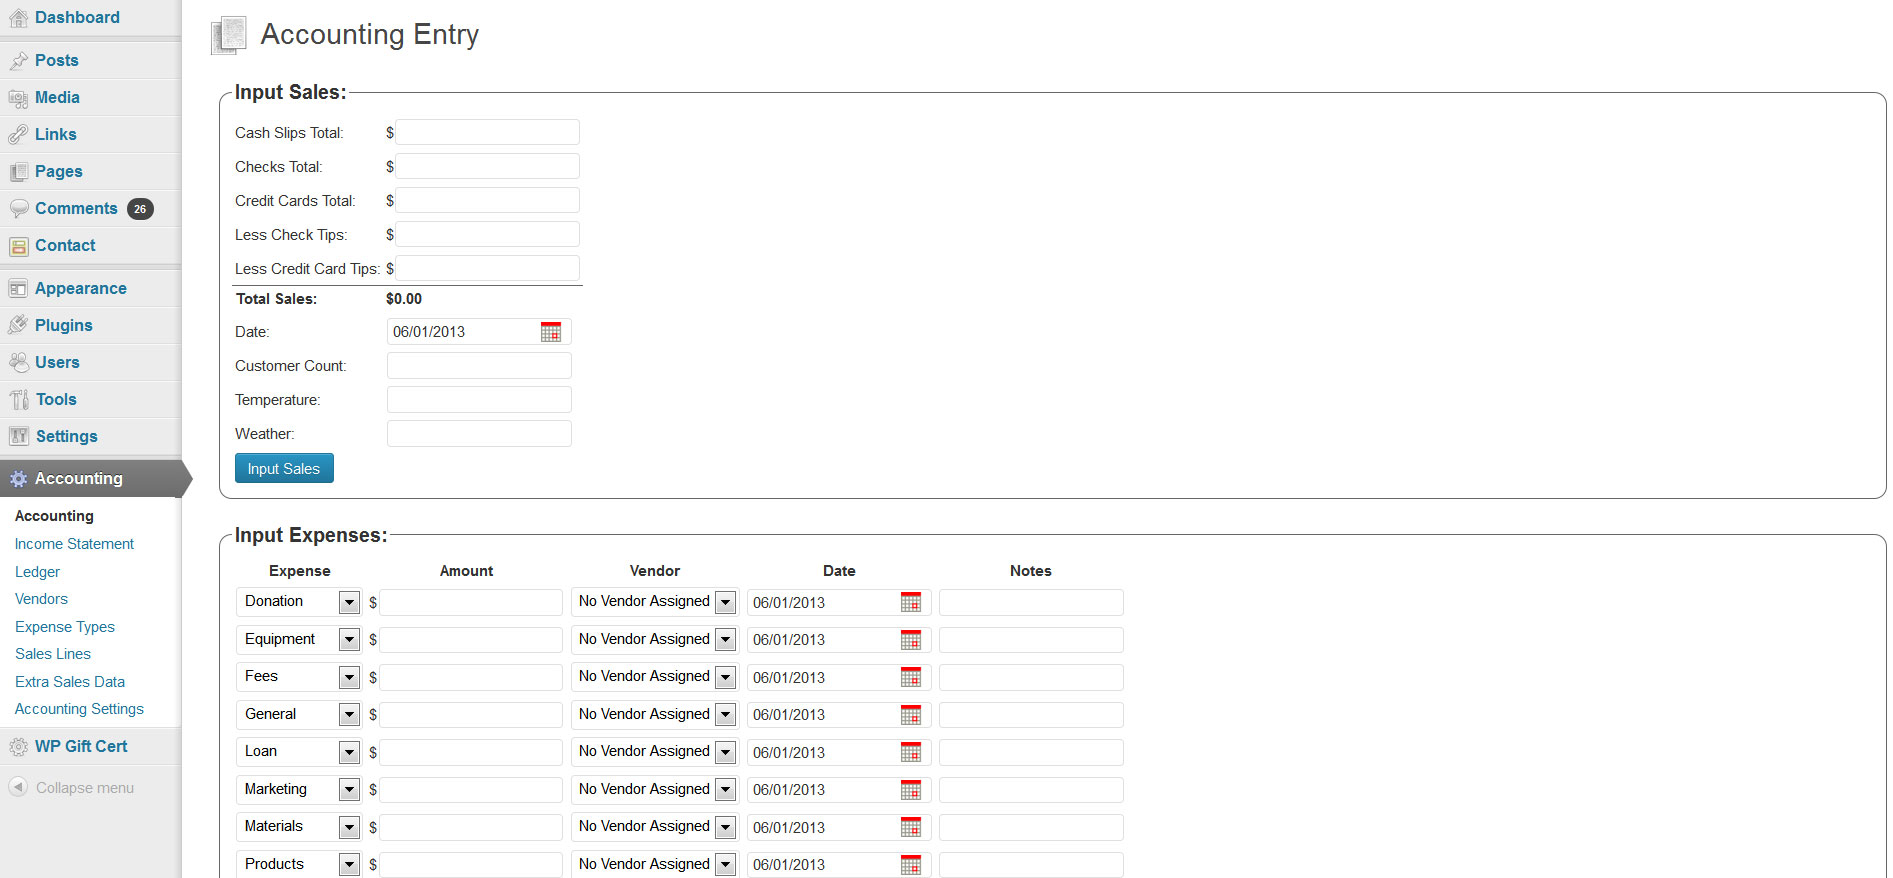 Dashboard
Posts
Media
Links
Pages
Comments 26
Contact
Appearance
Plugins
Users
Tools
Settings
Accounting
Accounting
Income Statement
Ledger
Vendors
Expense Types
Sales Lines
Extra Sales Data
Accounting Settings
WP Gift Cert
Collapse menu
Accounting Entry
Input Sales:
Cash Slips Total: $
Checks Total: $
Credit Cards Total: $
Less Check Tips: $
Less Credit Card Tips: $
Total Sales: $0.00
Date: 06/01/2013
Customer Count:
Temperature:
Weather:
Input Sales
Input Expenses:
Expense Amount Vendor Date Notes
Donation $ No Vendor Assigned 06/01/2013
Equipment $ No Vendor Assigned 06/01/2013
Fees $ No Vendor Assigned 06/01/2013
General $ No Vendor Assigned 06/01/2013
Loan $ No Vendor Assigned 06/01/2013
Marketing $ No Vendor Assigned 06/01/2013
Materials $ No Vendor Assigned 06/01/2013
Products $ No Vendor Assigned 06/01/2013